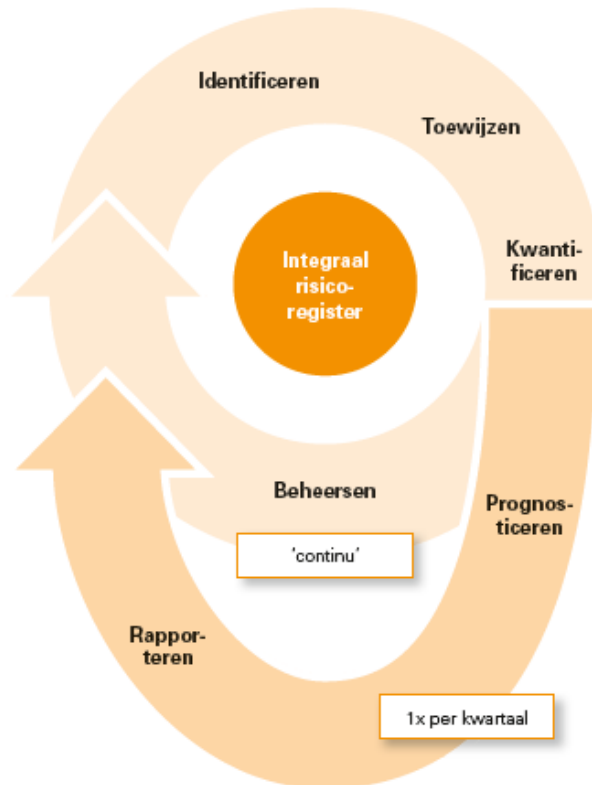 Identificeren
Toewijzen
Kwanti-
ficeren
Integraal
risico-
register
Beheersen
'continu'
Prognos-
ticeren
Rappor-
teren
1x per kwartaal